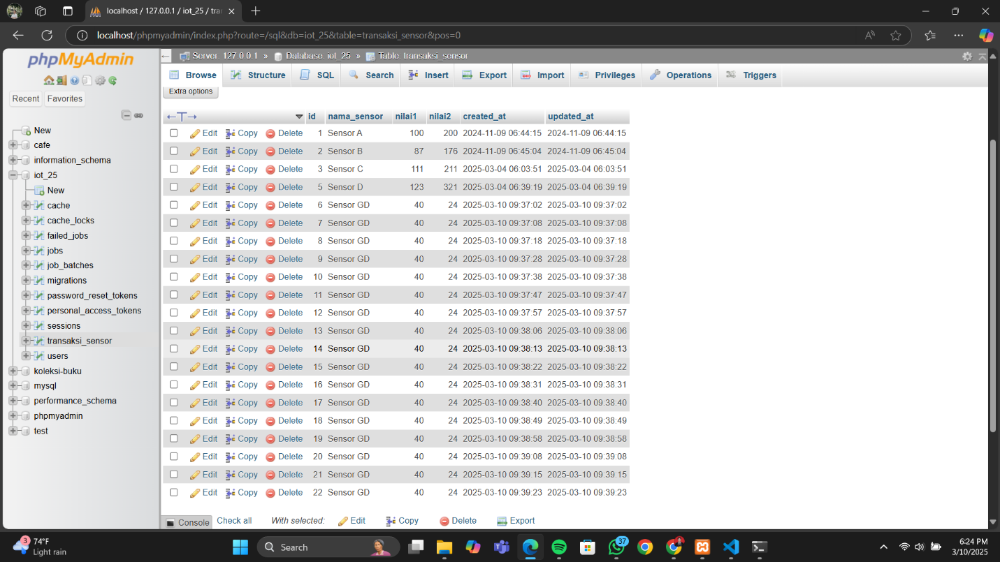 localhost / 127.0.0.1 / iot_25 / tra
localhost/phpmyadmin/index.php?route=/sql&db=iot_25&table=transaksi_sensor&pos=0
phpMyAdmin
Recent Favorites
New
cafe
information_schema
iot_25
New
cache
cache_locks
failed_jobs
jobs
job_batches
migrations
password_reset_tokens
personal_access_tokens
sessions
transaksi_sensor
users
koleksi-buku
mysql
performance_schema
phpmyadmin
test
Server: 127.0.0.1 » Database: iot_25 » Table: transaksi_sensor
Browse Structure SQL Search Insert Export Import Privileges Operations Triggers
Extra options
id nama_sensor nilai1 nilai2 created_at updated_at
Edit Copy Delete 1 Sensor A 100 200 2024-11-09 06:44:15 2024-11-09 06:44:15
Edit Copy Delete 2 Sensor B 87 176 2024-11-09 06:45:04 2024-11-09 06:45:04
Edit Copy Delete 3 Sensor C 111 211 2025-03-04 06:03:51 2025-03-04 06:03:51
Edit Copy Delete 5 Sensor D 123 321 2025-03-04 06:39:19 2025-03-04 06:39:19
Edit Copy Delete 6 Sensor GD 40 24 2025-03-10 09:37:02 2025-03-10 09:37:02
Edit Copy Delete 7 Sensor GD 40 24 2025-03-10 09:37:08 2025-03-10 09:37:08
Edit Copy Delete 8 Sensor GD 40 24 2025-03-10 09:37:18 2025-03-10 09:37:18
Edit Copy Delete 9 Sensor GD 40 24 2025-03-10 09:37:28 2025-03-10 09:37:28
Edit Copy Delete 10 Sensor GD 40 24 2025-03-10 09:37:38 2025-03-10 09:37:38
Edit Copy Delete 11 Sensor GD 40 24 2025-03-10 09:37:47 2025-03-10 09:37:47
Edit Copy Delete 12 Sensor GD 40 24 2025-03-10 09:37:57 2025-03-10 09:37:57
Edit Copy Delete 13 Sensor GD 40 24 2025-03-10 09:38:06 2025-03-10 09:38:06
Edit Copy Delete 14 Sensor GD 40 24 2025-03-10 09:38:13 2025-03-10 09:38:13
Edit Copy Delete 15 Sensor GD 40 24 2025-03-10 09:38:22 2025-03-10 09:38:22
Edit Copy Delete 16 Sensor GD 40 24 2025-03-10 09:38:31 2025-03-10 09:38:31
Edit Copy Delete 17 Sensor GD 40 24 2025-03-10 09:38:40 2025-03-10 09:38:40
Edit Copy Delete 18 Sensor GD 40 24 2025-03-10 09:38:49 2025-03-10 09:38:49
Edit Copy Delete 19 Sensor GD 40 24 2025-03-10 09:38:58 2025-03-10 09:38:58
Edit Copy Delete 20 Sensor GD 40 24 2025-03-10 09:39:08 2025-03-10 09:39:08
Edit Copy Delete 21 Sensor GD 40 24 2025-03-10 09:39:15 2025-03-10 09:39:15
Edit Copy Delete 22 Sensor GD 40 24 2025-03-10 09:39:23 2025-03-10 09:39:23
Console Check all With selected: Edit Copy Delete Export
3
74°F
Light rain
Search
37
6:24 PM
3/10/2025